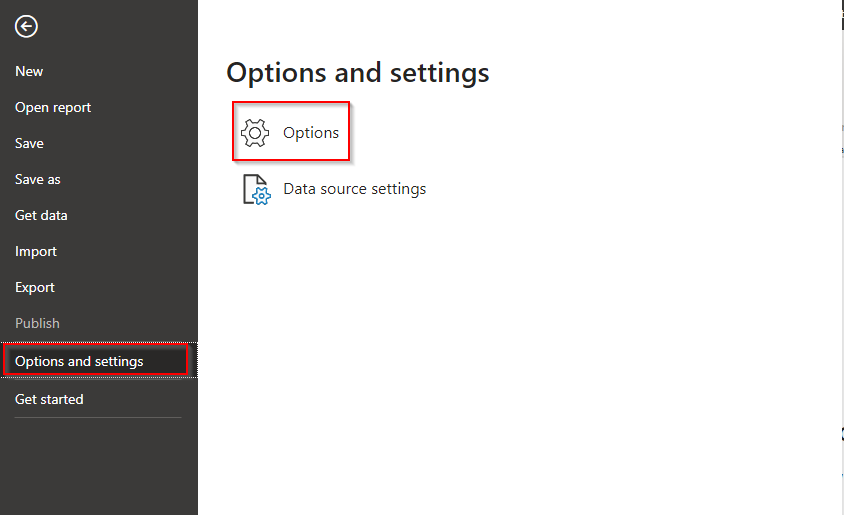 New
Open report
Save
Save as
Get data
Import
Export
Publish
Options and settings
Get started
Options and settings
Options
Data source settings